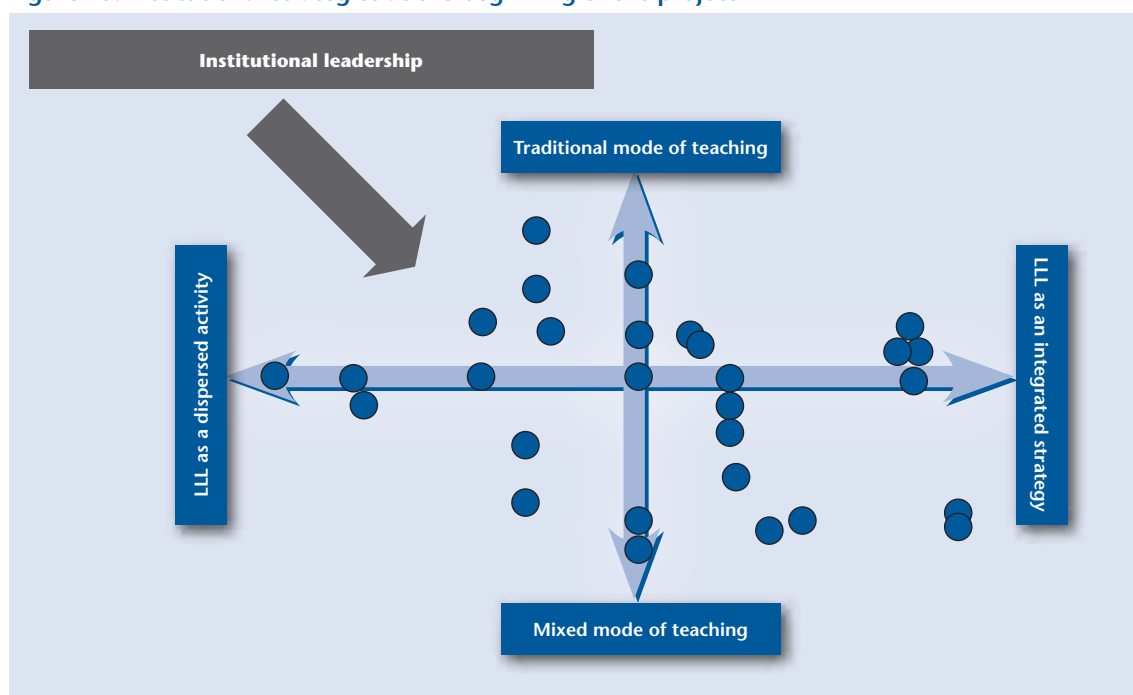 Institutional leadership
Traditional mode of teaching
LLL as a dispersed activity
LLL as an integrated strategy
Mixed mode of teaching